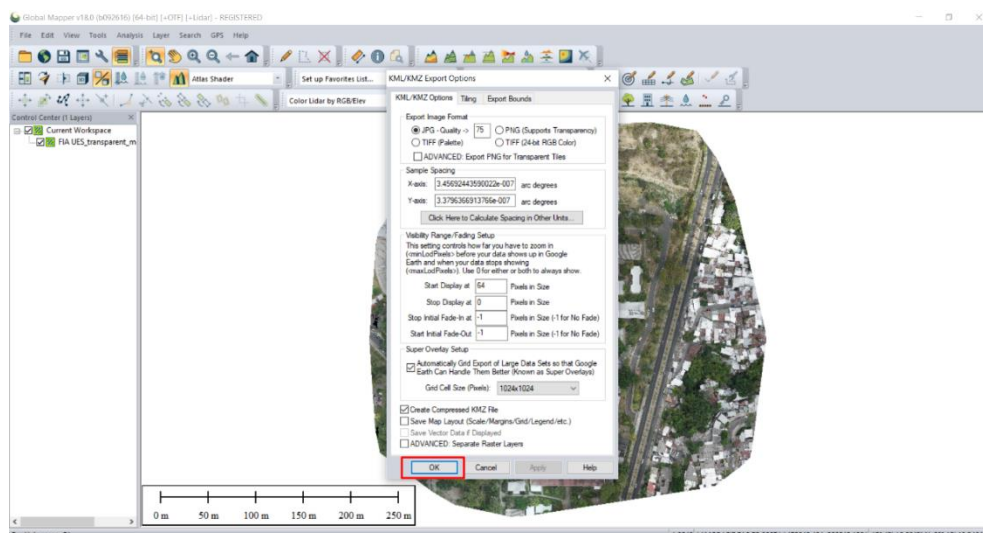 Global Mapper v18.0 (b092616) [64-bit] [+OTF] [+Lidar] - REGISTERED
File Edit View Tools Analysis Layer Search GPS Help
Atlas Shader
Set up Favorites List...
Color Lidar by RGB/Elev
Control Center (1 Layers)
Current Workspace
FIA UES_transparent_m
KML/KMZ Export Options
KML/KMZ Options Tiling Export Bounds
Export Image Format
JPG - Quality -> 75 PNG (Supports Transparency)
TIFF (Palette) TIFF (24-bit RGB Color)
ADVANCED: Export PNG for Transparent Tiles
Sample Spacing
X-axis: 3.45692443590022e-007 arc degrees
Y-axis: 3.3796366913766e-007 arc degrees
Click Here to Calculate Spacing in Other Units...
Visibility Range/Fading Setup
This setting controls how far you have to zoom in
(<minLodPixels> before your data shows up in Google
Earth and when your data stops showing
(<maxLodPixels>). Use 0 for either or both to always show.
Start Display at 64 Pixels in Size
Stop Display at 0 Pixels in Size
Stop Initial Fade-In at -1 Pixels in Size (-1 for No Fade)
Start Initial Fade-Out -1 Pixels in Size (-1 for No Fade)
Super Overlay Setup
Automatically Grid Export of Large Data Sets so that Google
Earth Can Handle Them Better (Known as Super Overlays)
Grid Cell Size (Pixels): 1024x1024
Create Compressed KMZ File
Save Map Layout (Scale/Margins/Grid/Legend/etc.)
Save Vector Data if Displayed
ADVANCED: Separate Raster Layers
OK Cancel Apply Help
0 m 50 m 100 m 150 m 200 m 250 m